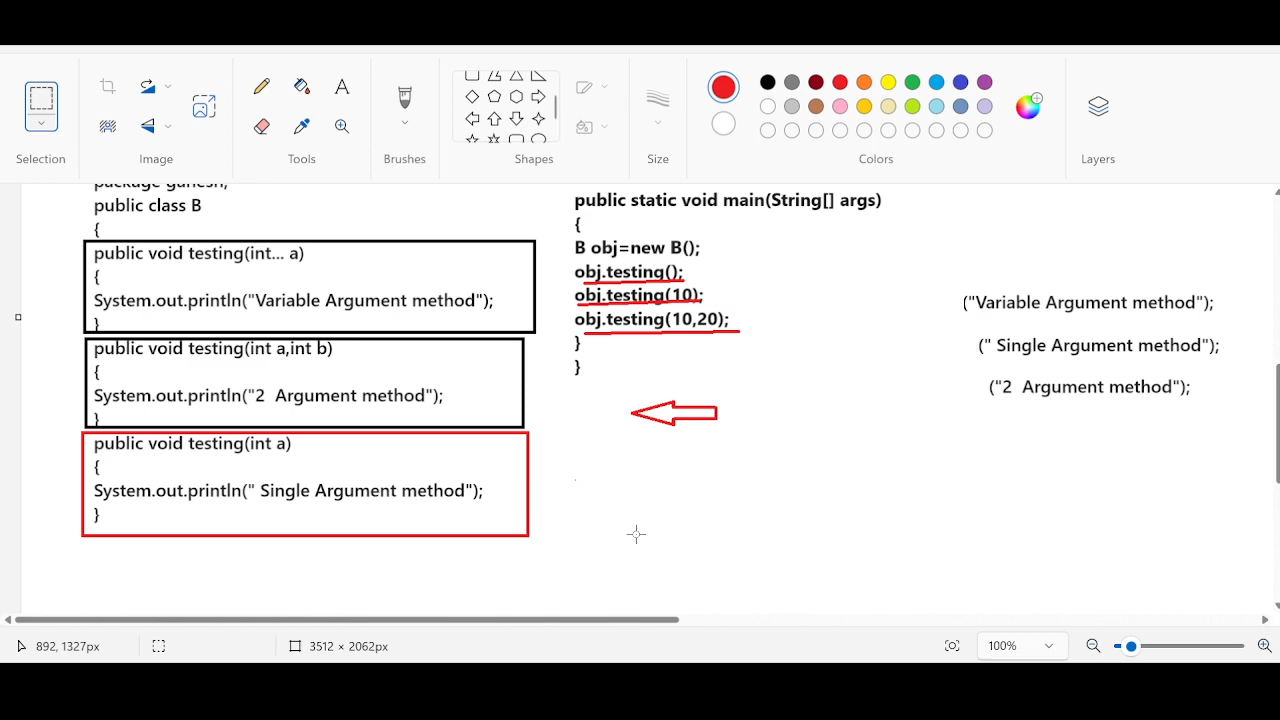 Selection
Image
Tools
Brushes
Shapes
Size
Colors
Layers
package ganesh;
public class B
{
public void testing(int... a)
{
System.out.println("Variable Argument method");
}
public void testing(int a,int b)
{
System.out.println("2  Argument method");
}
public void testing(int a)
{
System.out.println(" Single Argument method");
}
public static void main(String[] args)
{
B obj=new B();
obj.testing();
obj.testing(10);
obj.testing(10,20);
}
}
("Variable Argument method");
(" Single Argument method");
("2  Argument method");
892, 1327px
3512 × 2062px
100%